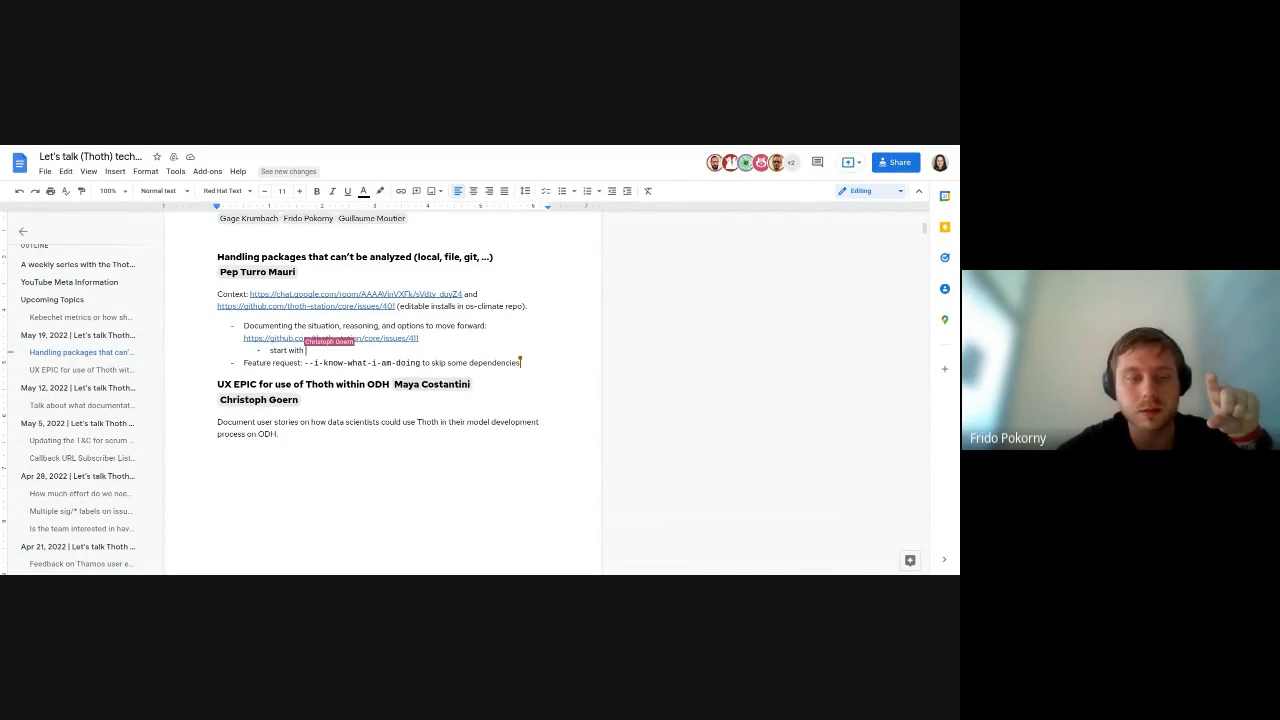 Let's talk (Thoth) tech...
File Edit View Insert Format Tools Add-ons Help See new changes
+2
Share
100% Normal text Red Hat Text 11
Editing
Gage Krumbach Frido Pokorny Guillaume Moutier
OUTLINE
A weekly series with the Thot...
YouTube Meta Information
Upcoming Topics
Kebechet metrics or how sh...
May 19, 2022 | Let's talk Thoth...
Handling packages that can'...
UX EPIC for use of Thoth wit...
May 12, 2022 | Let's talk Thoth...
Talk about what documentat...
May 5, 2022 | Let's talk Thoth...
Updating the T&C for scrum ...
Callback URL Subscriber List...
Apr 28, 2022 | Let's talk Thoth...
How much effort do we nee...
Multiple sig/* labels on issu...
Is the team interested in hav...
Apr 21, 2022 | Let's talk Thoth ...
Feedback on Thamos user e...
Handling packages that can't be analyzed (local, file, git, ...)
Pep Turro Mauri
Context: https://chat.google.com/room/AAAAVjnVXFk/sVdty_duyZ4 and
https://github.com/thoth-station/core/issues/401 (editable installs in os-climate repo).
- Documenting the situation, reasoning, and options to move forward:
Christoph Goern
- start with
- Feature request: --i-know-what-i-am-doing to skip some dependencies
UX EPIC for use of Thoth within ODH Maya Costantini
Christoph Goern
Document user stories on how data scientists could use Thoth in their model development
process on ODH.
Frido Pokorny